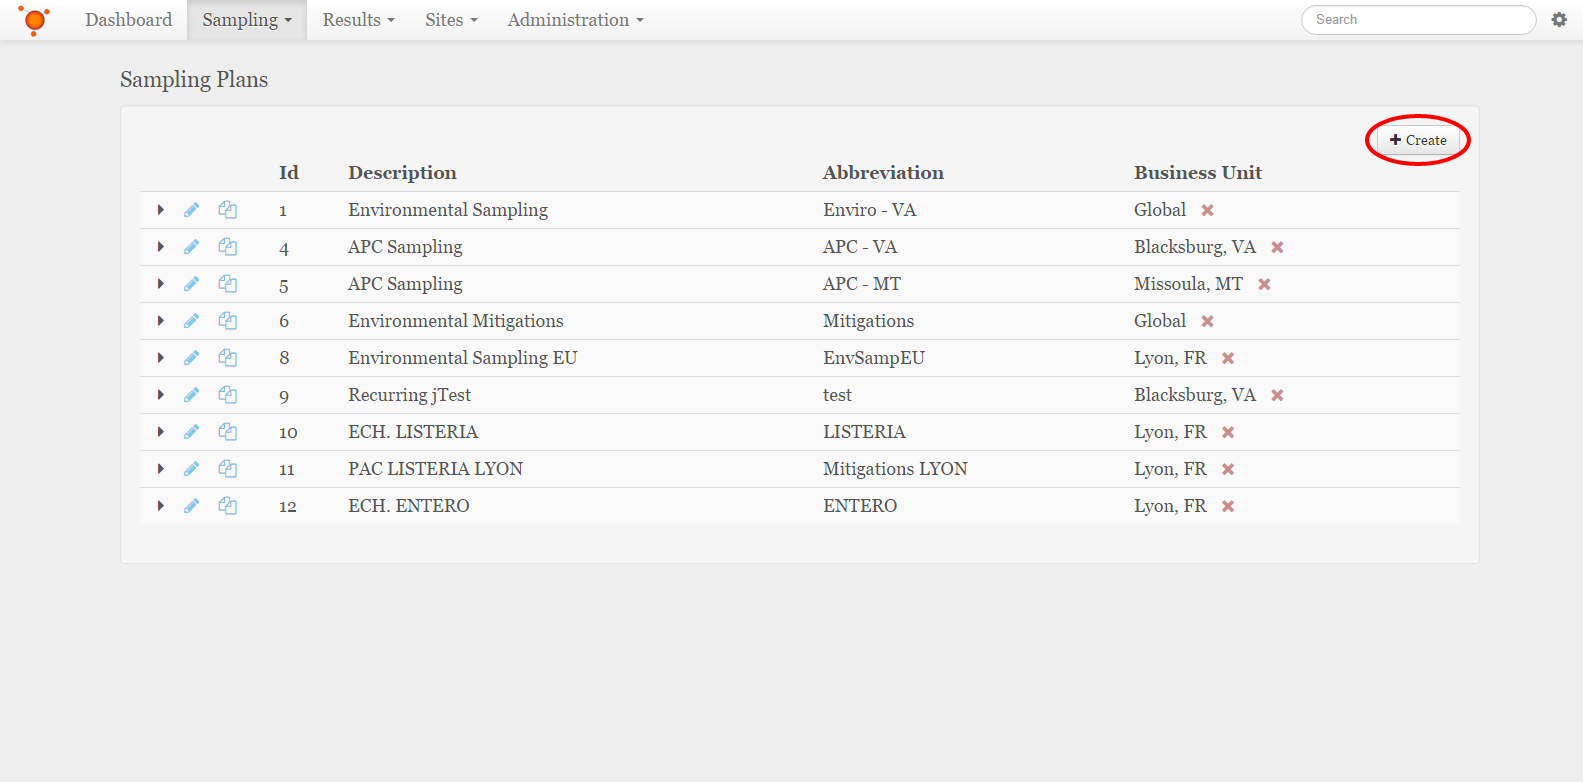 Dashboard Sampling Results Sites Administration Search
Sampling Plans
Create
Id Description Abbreviation Business Unit
1 Environmental Sampling Enviro - VA Global
4 APC Sampling APC - VA Blacksburg, VA
5 APC Sampling APC - MT Missoula, MT
6 Environmental Mitigations Mitigations Global
8 Environmental Sampling EU EnvSampEU Lyon, FR
9 Recurring jTest test Blacksburg, VA
10 ECH. LISTERIA LISTERIA Lyon, FR
11 PAC LISTERIA LYON Mitigations LYON Lyon, FR
12 ECH. ENTERO ENTERO Lyon, FR